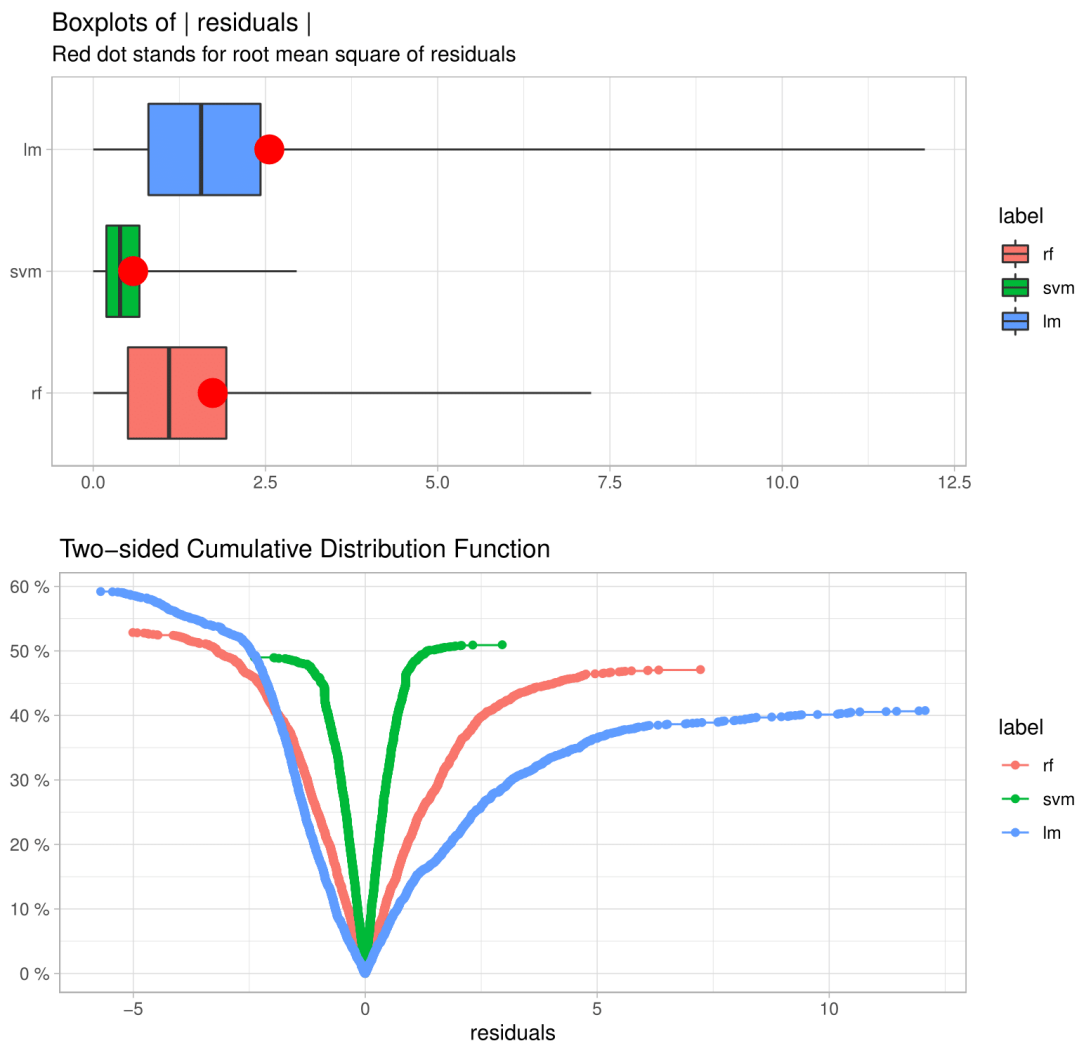 Boxplots of | residuals |
Red dot stands for root mean square of residuals
lm
svm
rf
0.0 2.5 5.0 7.5 10.0 12.5
label
rf
svm
lm
Two−sided Cumulative Distribution Function
60 %
50 %
40 %
30 %
20 %
10 %
0 %
−5 0 5 10
residuals
label
rf
svm
lm